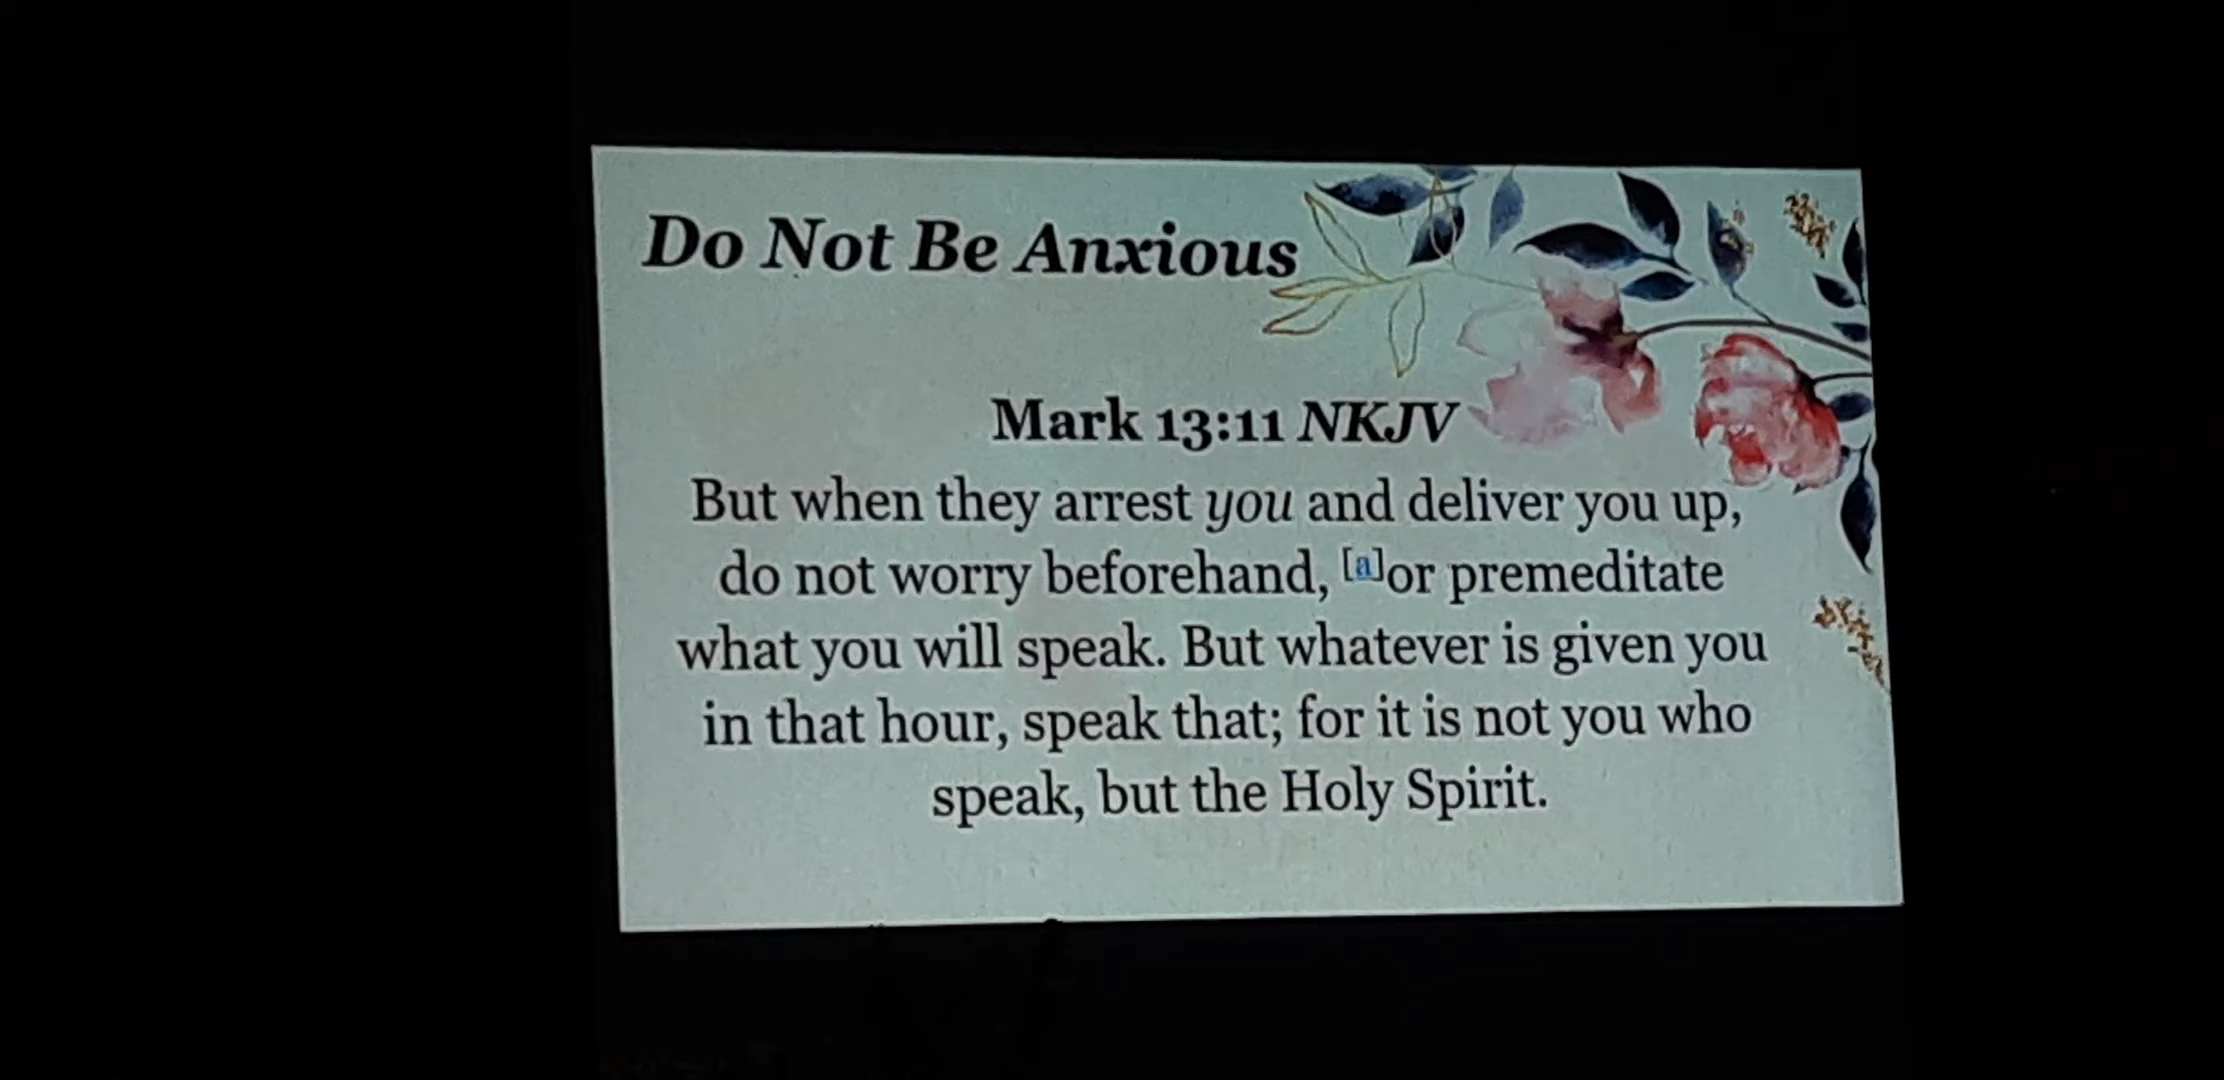 Do Not Be Anxious
Mark 13:11 NKJV
But when they arrest you and deliver you up,
do not worry beforehand, [a]or premeditate
what you will speak. But whatever is given you
in that hour, speak that; for it is not you who
speak, but the Holy Spirit.